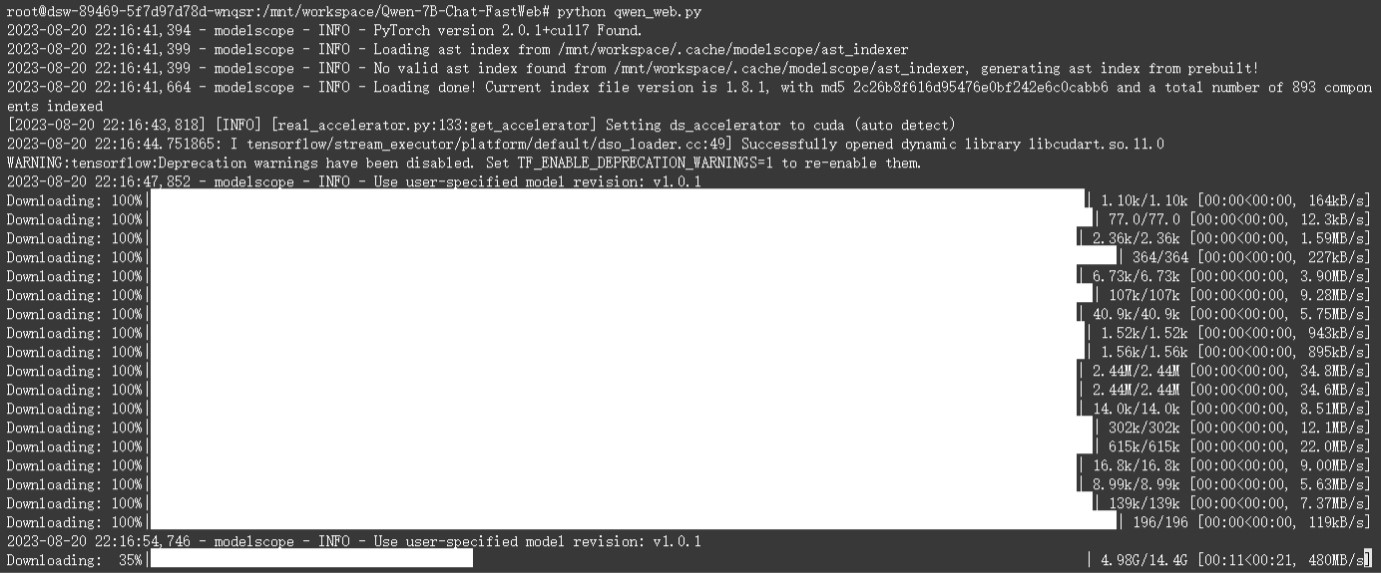 root@dsw-89469-5f7d97d78d-wnqsr:/mnt/workspace/Qwen-7B-Chat-FastWeb# python qwen_web.py
2023-08-20 22:16:41,394 - modelscope - INFO - PyTorch version 2.0.1+cu117 Found.
2023-08-20 22:16:41,399 - modelscope - INFO - Loading ast index from /mnt/workspace/.cache/modelscope/ast_indexer
2023-08-20 22:16:41,399 - modelscope - INFO - No valid ast index found from /mnt/workspace/.cache/modelscope/ast_indexer, generating ast index from prebuilt!
2023-08-20 22:16:41,664 - modelscope - INFO - Loading done! Current index file version is 1.8.1, with md5 2c26b8f616d95476e0bf242e6c0cabb6 and a total number of 893 compon
ents indexed
[2023-08-20 22:16:43,818] [INFO] [real_accelerator.py:133:get_accelerator] Setting ds_accelerator to cuda (auto detect)
2023-08-20 22:16:44.751865: I tensorflow/stream_executor/platform/default/dso_loader.cc:49] Successfully opened dynamic library libcudart.so.11.0
WARNING:tensorflow:Deprecation warnings have been disabled. Set TF_ENABLE_DEPRECATION_WARNINGS=1 to re-enable them.
2023-08-20 22:16:47,852 - modelscope - INFO - Use user-specified model revision: v1.0.1
Downloading: 100%| | 1.10k/1.10k [00:00<00:00, 164kB/s]
Downloading: 100%| | 77.0/77.0 [00:00<00:00, 12.3kB/s]
Downloading: 100%| | 2.36k/2.36k [00:00<00:00, 1.59MB/s]
Downloading: 100%| | 364/364 [00:00<00:00, 227kB/s]
Downloading: 100%| | 6.73k/6.73k [00:00<00:00, 3.90MB/s]
Downloading: 100%| | 107k/107k [00:00<00:00, 9.28MB/s]
Downloading: 100%| | 40.9k/40.9k [00:00<00:00, 5.75MB/s]
Downloading: 100%| | 1.52k/1.52k [00:00<00:00, 943kB/s]
Downloading: 100%| | 1.56k/1.56k [00:00<00:00, 895kB/s]
Downloading: 100%| | 2.44M/2.44M [00:00<00:00, 34.8MB/s]
Downloading: 100%| | 2.44M/2.44M [00:00<00:00, 34.6MB/s]
Downloading: 100%| | 14.0k/14.0k [00:00<00:00, 8.51MB/s]
Downloading: 100%| | 302k/302k [00:00<00:00, 12.1MB/s]
Downloading: 100%| | 615k/615k [00:00<00:00, 22.0MB/s]
Downloading: 100%| | 16.8k/16.8k [00:00<00:00, 9.00MB/s]
Downloading: 100%| | 8.99k/8.99k [00:00<00:00, 5.63MB/s]
Downloading: 100%| | 139k/139k [00:00<00:00, 7.37MB/s]
Downloading: 100%| | 196/196 [00:00<00:00, 119kB/s]
2023-08-20 22:16:54,746 - modelscope - INFO - Use user-specified model revision: v1.0.1
Downloading: 35%| | 4.98G/14.4G [00:11<00:21, 480MB/s]